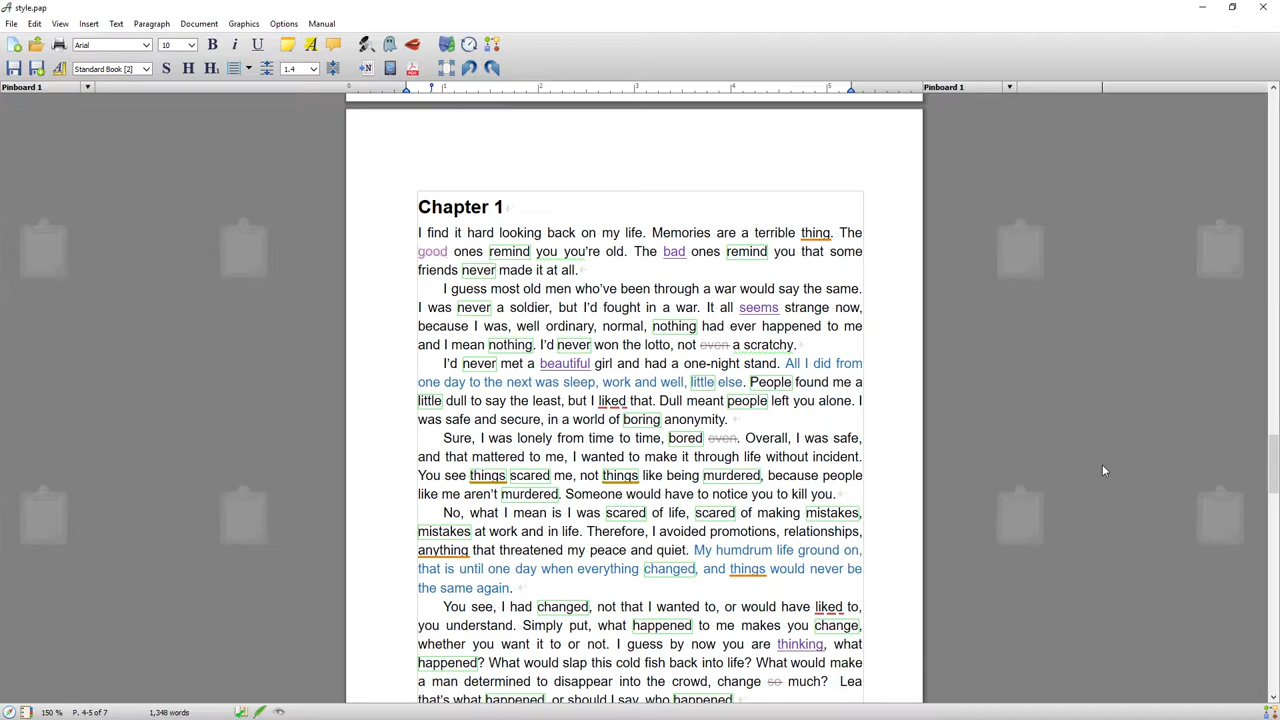 style.pap
File Edit View Insert Text Paragraph Document Graphics Options Manual
Arial 10 B i U
Standard Book [2] S H H1 1.4 N PDF
Pinboard 1 0 1 2 3 4 5 Pinboard 1
Chapter 1
I find it hard looking back on my life. Memories are a terrible thing. The
good ones remind you you're old. The bad ones remind you that some
friends never made it at all.
I guess most old men who've been through a war would say the same.
I was never a soldier, but I'd fought in a war. It all seems strange now,
because I was, well ordinary, normal, nothing had ever happened to me
and I mean nothing. I'd never won the lotto, not even a scratchy.
I'd never met a beautiful girl and had a one-night stand. All I did from
one day to the next was sleep, work and well, little else. People found me a
little dull to say the least, but I liked that. Dull meant people left you alone. I
was safe and secure, in a world of boring anonymity.
Sure, I was lonely from time to time, bored even. Overall, I was safe,
and that mattered to me, I wanted to make it through life without incident.
You see things scared me, not things like being murdered, because people
like me aren't murdered. Someone would have to notice you to kill you.
No, what I mean is I was scared of life, scared of making mistakes,
mistakes at work and in life. Therefore, I avoided promotions, relationships,
anything that threatened my peace and quiet. My humdrum life ground on,
that is until one day when everything changed, and things would never be
the same again.
You see, I had changed, not that I wanted to, or would have liked to,
you understand. Simply put, what happened to me makes you change,
whether you want it to or not. I guess by now you are thinking, what
happened? What would slap this cold fish back into life? What would make
a man determined to disappear into the crowd, change so much? Lea
that's what happened, or should I say, who happened.
150 % P. 4-5 of 7 1,348 words